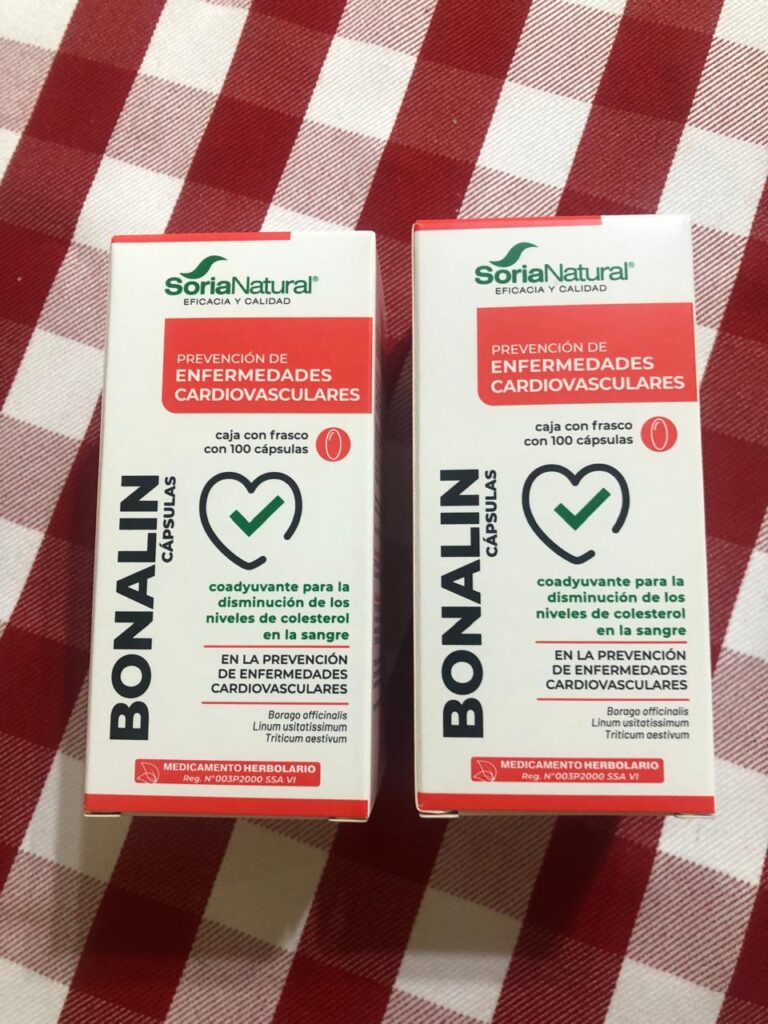 SoriaNatural®
EFICACIA Y CALIDAD
PREVENCIÓN DE
ENFERMEDADES
CARDIOVASCULARES
caja con frasco
con 100 cápsulas
BONALIN
CÁPSULAS
coadyuvante para la
disminución de los
niveles de colesterol
en la sangre
EN LA PREVENCIÓN
DE ENFERMEDADES
CARDIOVASCULARES
Borago officinalis
Linum usitatissimum
Triticum aestivum
MEDICAMENTO HERBOLARIO
Reg. N°003P2000 SSA VI
SoriaNatural®
EFICACIA Y CALIDAD
PREVENCIÓN DE
ENFERMEDADES
CARDIOVASCULARES
caja con frasco
con 100 cápsulas
BONALIN
CÁPSULAS
coadyuvante para la
disminución de los
niveles de colesterol
en la sangre
EN LA PREVENCIÓN
DE ENFERMEDADES
CARDIOVASCULARES
Borago officinalis
Linum usitatissimum
Triticum aestivum
MEDICAMENTO HERBOLARIO
Reg. N°003P2000 SSA VI